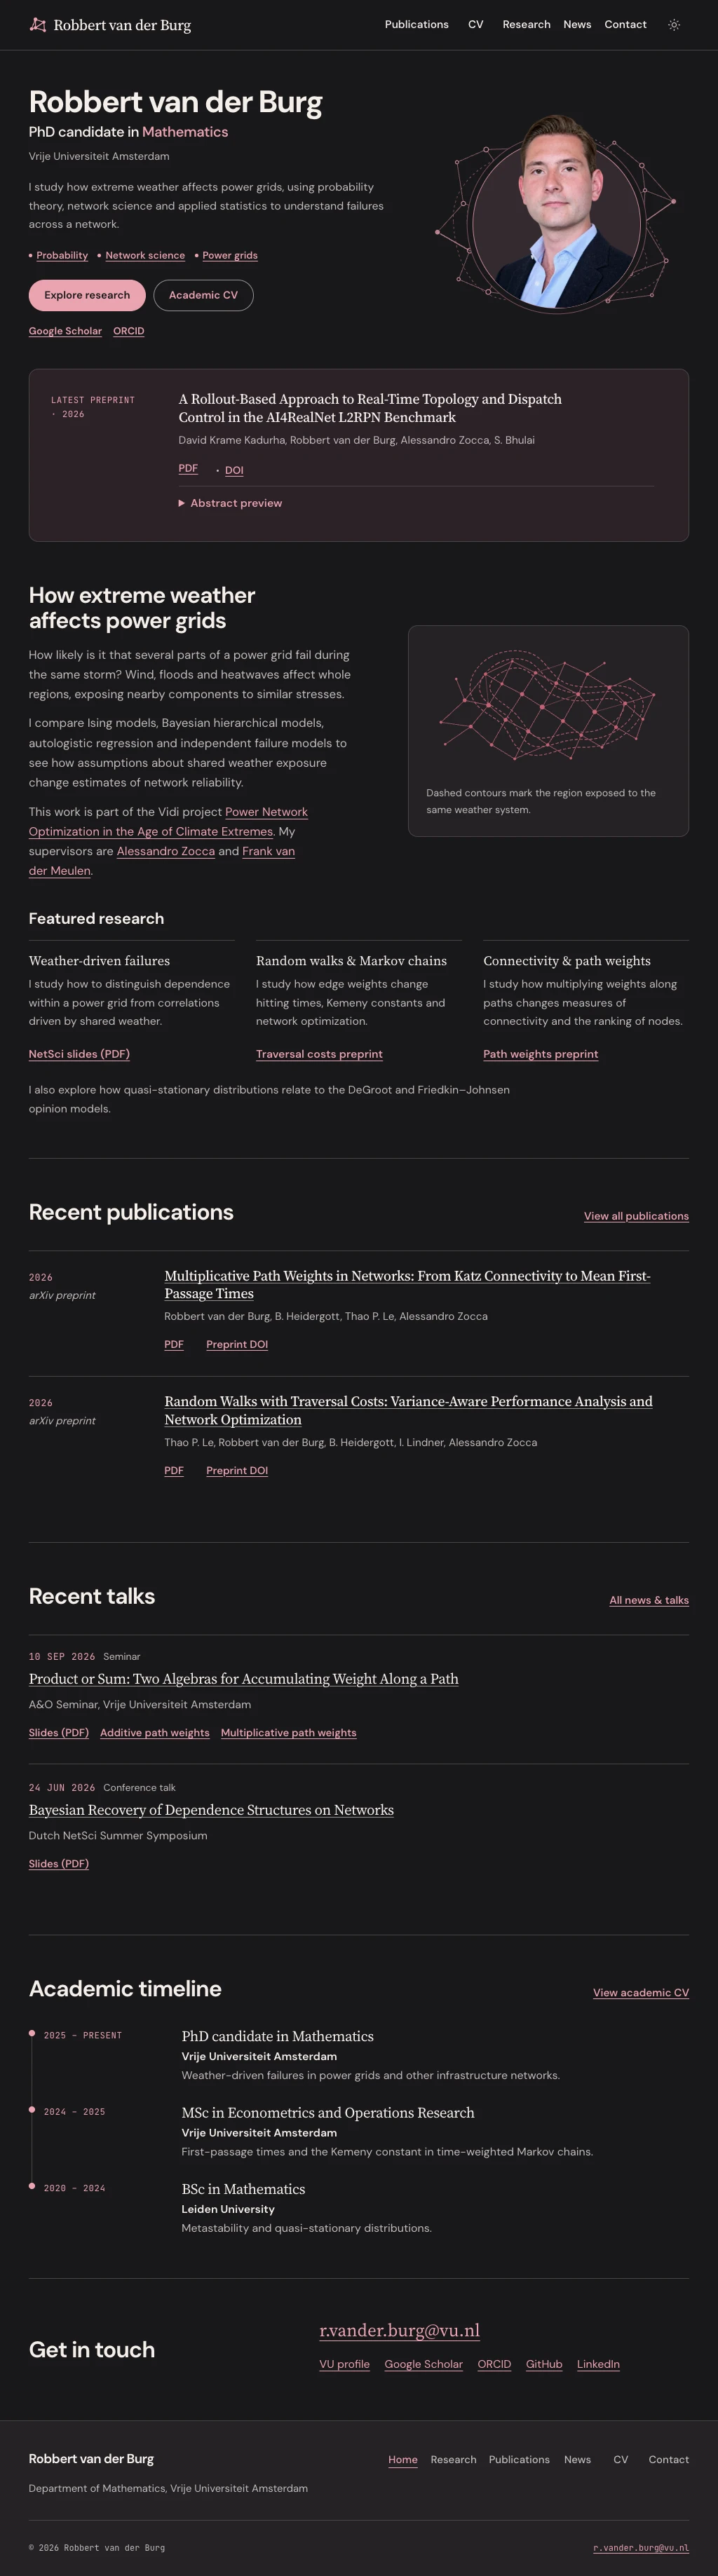 Robbert van der Burg
Publications CV Research News Contact
Robbert van der Burg
PhD candidate in Mathematics
Vrije Universiteit Amsterdam
I study how extreme weather affects power grids, using probability
theory, network science and applied statistics to understand failures
across a network.
• Probability • Network science • Power grids
Explore research Academic CV
Google Scholar ORCID
LATEST PREPRINT
· 2026
A Rollout-Based Approach to Real-Time Topology and Dispatch
Control in the AI4RealNet L2RPN Benchmark
David Krame Kadurha, Robbert van der Burg, Alessandro Zocca, S. Bhulai
PDF · DOI
▶ Abstract preview
How extreme weather
affects power grids
How likely is it that several parts of a power grid fail during
the same storm? Wind, floods and heatwaves affect whole
regions, exposing nearby components to similar stresses.
I compare Ising models, Bayesian hierarchical models,
autologistic regression and independent failure models to
see how assumptions about shared weather exposure
change estimates of network reliability.
This work is part of the Vidi project Power Network
Optimization in the Age of Climate Extremes. My
supervisors are Alessandro Zocca and Frank van
der Meulen.
Dashed contours mark the region exposed to the
same weather system.
Featured research
Weather-driven failures
I study how to distinguish dependence
within a power grid from correlations
driven by shared weather.
NetSci slides (PDF)
Random walks & Markov chains
I study how edge weights change
hitting times, Kemeny constants and
network optimization.
Traversal costs preprint
Connectivity & path weights
I study how multiplying weights along
paths changes measures of
connectivity and the ranking of nodes.
Path weights preprint
I also explore how quasi-stationary distributions relate to the DeGroot and Friedkin–Johnsen
opinion models.
Recent publications
View all publications
2026
arXiv preprint
Multiplicative Path Weights in Networks: From Katz Connectivity to Mean First-
Passage Times
Robbert van der Burg, B. Heidergott, Thao P. Le, Alessandro Zocca
PDF Preprint DOI
2026
arXiv preprint
Random Walks with Traversal Costs: Variance-Aware Performance Analysis and
Network Optimization
Thao P. Le, Robbert van der Burg, B. Heidergott, I. Lindner, Alessandro Zocca
PDF Preprint DOI
Recent talks
All news & talks
10 SEP 2026 Seminar
Product or Sum: Two Algebras for Accumulating Weight Along a Path
A&O Seminar, Vrije Universiteit Amsterdam
Slides (PDF) Additive path weights Multiplicative path weights
24 JUN 2026 Conference talk
Bayesian Recovery of Dependence Structures on Networks
Dutch NetSci Summer Symposium
Slides (PDF)
Academic timeline
View academic CV
2025 – PRESENT
PhD candidate in Mathematics
Vrije Universiteit Amsterdam
Weather-driven failures in power grids and other infrastructure networks.
2024 – 2025
MSc in Econometrics and Operations Research
Vrije Universiteit Amsterdam
First-passage times and the Kemeny constant in time-weighted Markov chains.
2020 – 2024
BSc in Mathematics
Leiden University
Metastability and quasi-stationary distributions.
Get in touch
r.vander.burg@vu.nl
VU profile Google Scholar ORCID GitHub LinkedIn
Robbert van der Burg
Home Research Publications News CV Contact
Department of Mathematics, Vrije Universiteit Amsterdam
© 2026 Robbert van der Burg
r.vander.burg@vu.nl